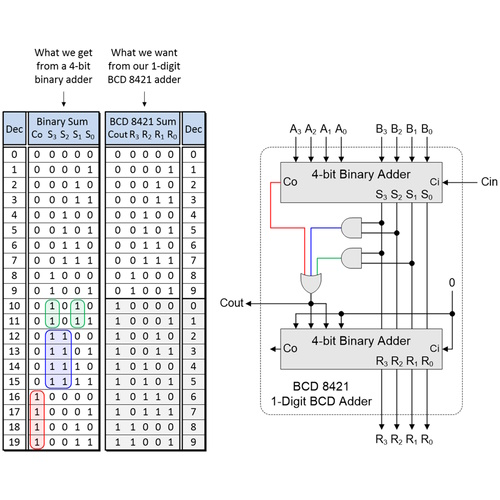 What we get
from a 4-bit
binary adder
What we want
from our 1-digit
BCD 8421 adder
Dec
Binary Sum
Co S3 S2 S1 S0
BCD 8421 Sum
Cout R3 R2 R1 R0
Dec
0 0 0 0 0 0 0 0 0 0 0 0
1 0 0 0 0 1 0 0 0 0 1 1
2 0 0 0 1 0 0 0 0 1 0 2
3 0 0 0 1 1 0 0 0 1 1 3
4 0 0 1 0 0 0 0 1 0 0 4
5 0 0 1 0 1 0 0 1 0 1 5
6 0 0 1 1 0 0 0 1 1 0 6
7 0 0 1 1 1 0 0 1 1 1 7
8 0 1 0 0 0 0 1 0 0 0 8
9 0 1 0 0 1 0 1 0 0 1 9
10 0 1 0 1 0 1 0 0 0 0 0
11 0 1 0 1 1 1 0 0 0 1 1
12 0 1 1 0 0 1 0 0 1 0 2
13 0 1 1 0 1 1 0 0 1 1 3
14 0 1 1 1 0 1 0 1 0 0 4
15 0 1 1 1 1 1 0 1 0 1 5
16 1 0 0 0 0 1 0 1 1 0 6
17 1 0 0 0 1 1 0 1 1 1 7
18 1 0 0 1 0 1 1 0 0 0 8
19 1 0 0 1 1 1 1 0 0 1 9
A3 A2 A1 A0 B3 B2 B1 B0
4-bit Binary Adder
Co Ci Cin
S3 S2 S1 S0
Cout 0
4-bit Binary Adder
Co Ci
R3 R2 R1 R0
BCD 8421
1-Digit BCD Adder
R3 R2 R1 R0